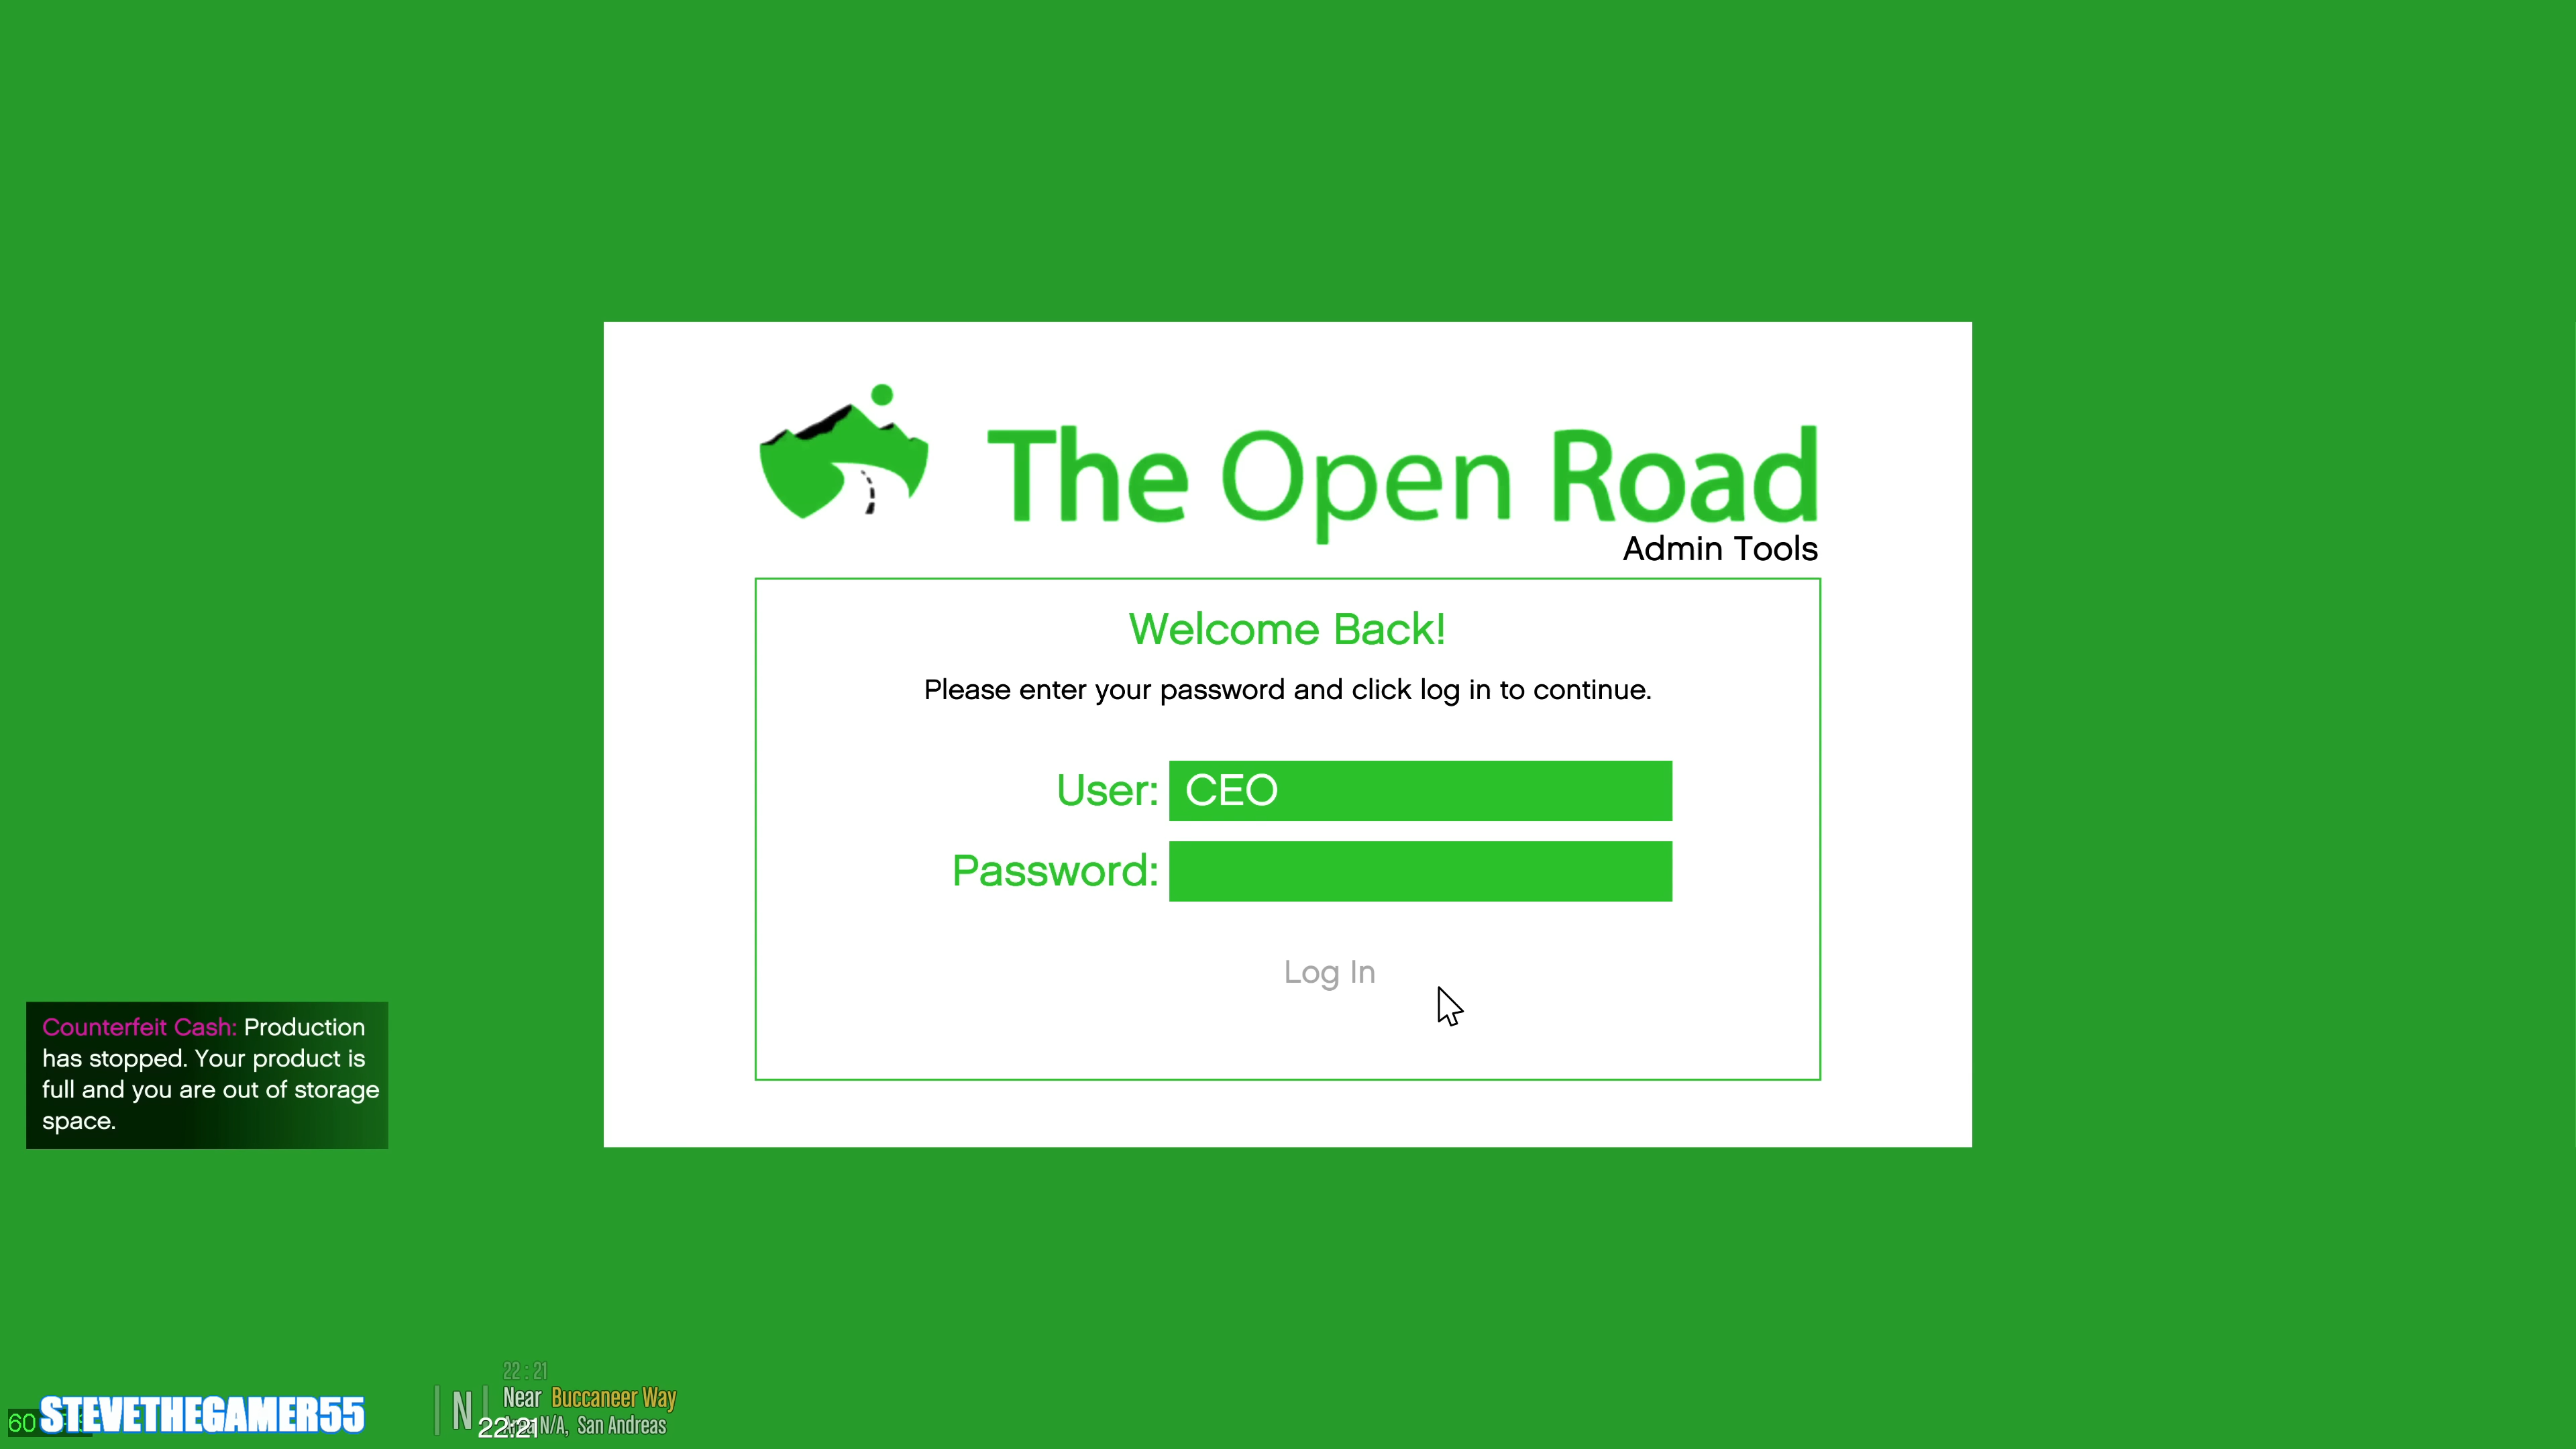 The Open Road
Admin Tools
Welcome Back!
Please enter your password and click log in to continue.
User: CEO
Password:
Log In
Counterfeit Cash: Production
has stopped. Your product is
full and you are out of storage
space.
60
STEVETHEGAMER55
N
22:21
Near Buccaneer Way
N/A, San Andreas
22:21